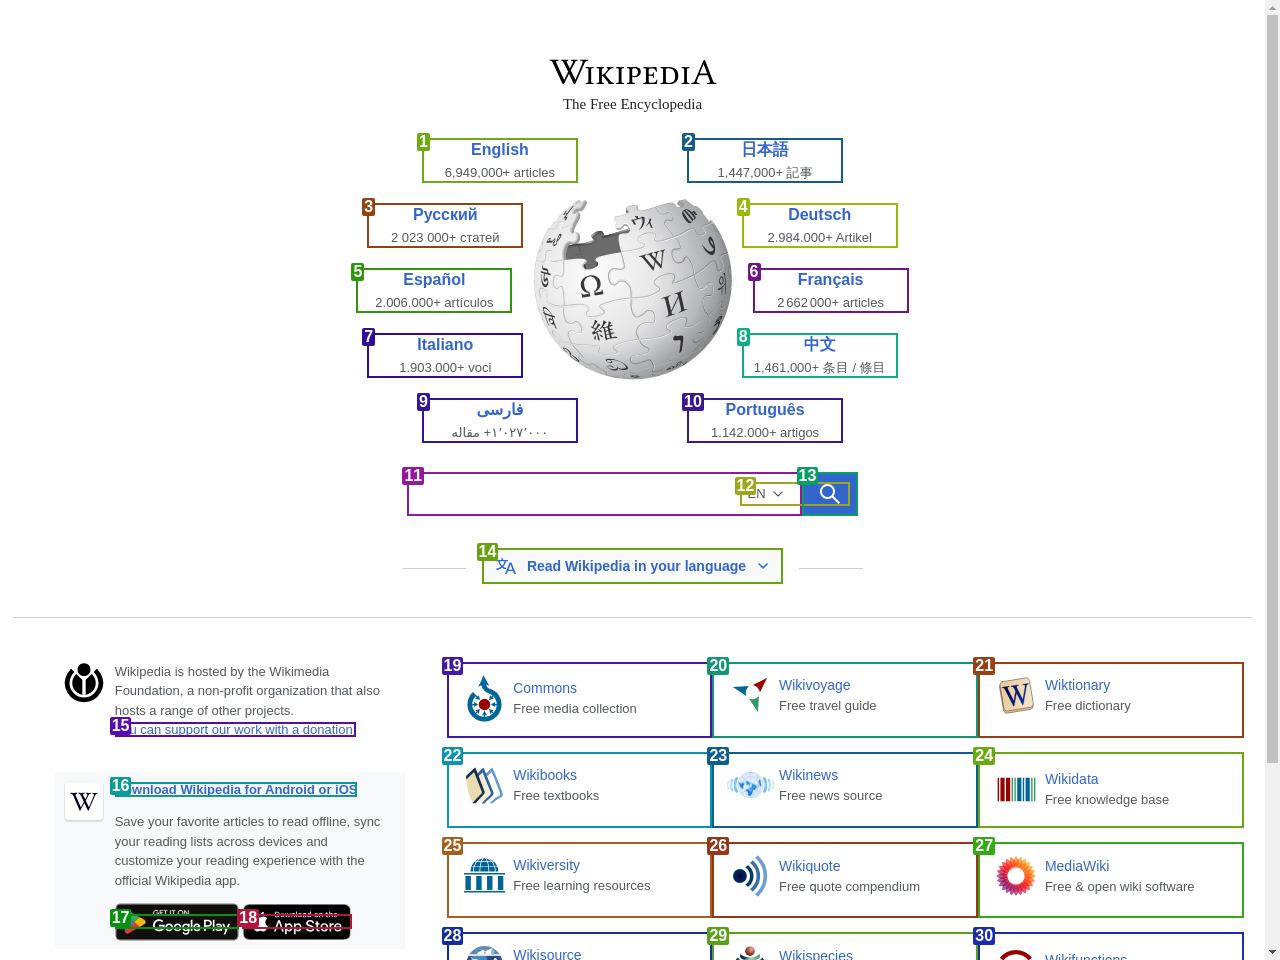 WIKIPEDIA
The Free Encyclopedia
1
English
6,949,000+ articles
2
日本語
1,447,000+ 記事
3
Русский
2 023 000+ статей
4
Deutsch
2.984.000+ Artikel
5
Español
2.006.000+ artículos
6
Français
2 662 000+ articles
7
Italiano
1.903.000+ voci
8
中文
1,461,000+ 条目 / 條目
9
فارسی
۱٬۰۲۷٬۰۰۰+ مقاله
10
Português
1.142.000+ artigos
11
12
EN
13
14
Read Wikipedia in your language
Wikipedia is hosted by the Wikimedia
Foundation, a non-profit organization that also
hosts a range of other projects.
15
can support our work with a donation.
16
Wikipedia for Android or iOS
Save your favorite articles to read offline, sync
your reading lists across devices and
customize your reading experience with the
official Wikipedia app.
17
GET IT ON
Google Play
18
Download on the
App Store
19
Commons
Free media collection
20
Wikivoyage
Free travel guide
21
Wiktionary
Free dictionary
22
Wikibooks
Free textbooks
23
Wikinews
Free news source
24
Wikidata
Free knowledge base
25
Wikiversity
Free learning resources
26
Wikiquote
Free quote compendium
27
MediaWiki
Free & open wiki software
28
Wikisource
29
Wikispecies
30
Wikifunctions